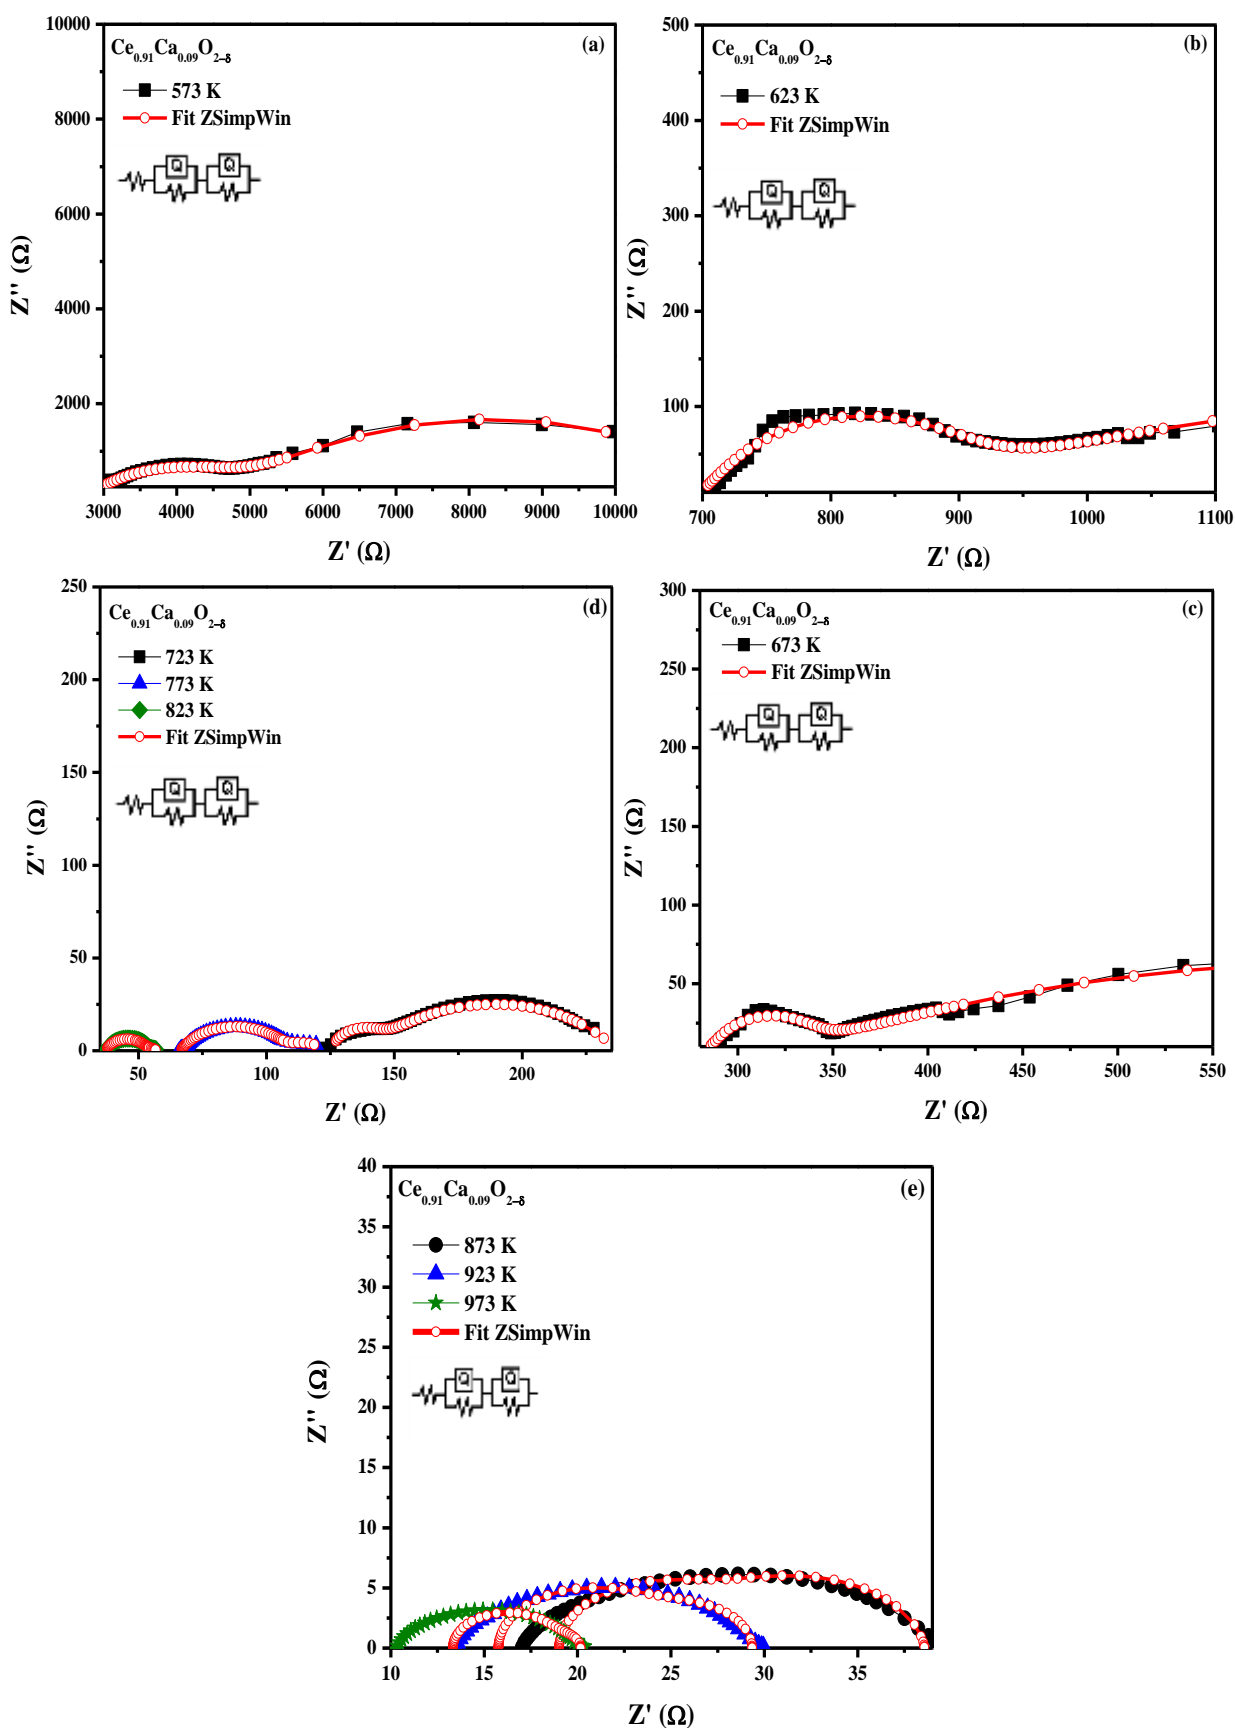 10000
8000
6000
4000
2000
Z'' (Ω)
Ce0.91Ca0.09O2−δ
(a)
573 K
Fit ZSimpWin
Q Q
3000 4000 5000 6000 7000 8000 9000 10000
Z' (Ω)
500
400
300
200
100
Z'' (Ω)
Ce0.91Ca0.09O2−δ
(b)
623 K
Fit ZSimpWin
Q Q
700 800 900 1000 1100
Z' (Ω)
250
200
150
100
50
0
Z'' (Ω)
Ce0.91Ca0.09O2−δ
(d)
723 K
773 K
823 K
Fit ZSimpWin
Q Q
50 100 150 200
Z' (Ω)
300
250
200
150
100
50
Z'' (Ω)
Ce0.91Ca0.09O2−δ
(c)
673 K
Fit ZSimpWin
Q Q
300 350 400 450 500 550
Z' (Ω)
40
35
30
25
20
15
10
5
0
Z'' (Ω)
Ce0.91Ca0.09O2−δ
(e)
873 K
923 K
973 K
Fit ZSimpWin
Q Q
10 15 20 25 30 35
Z' (Ω)